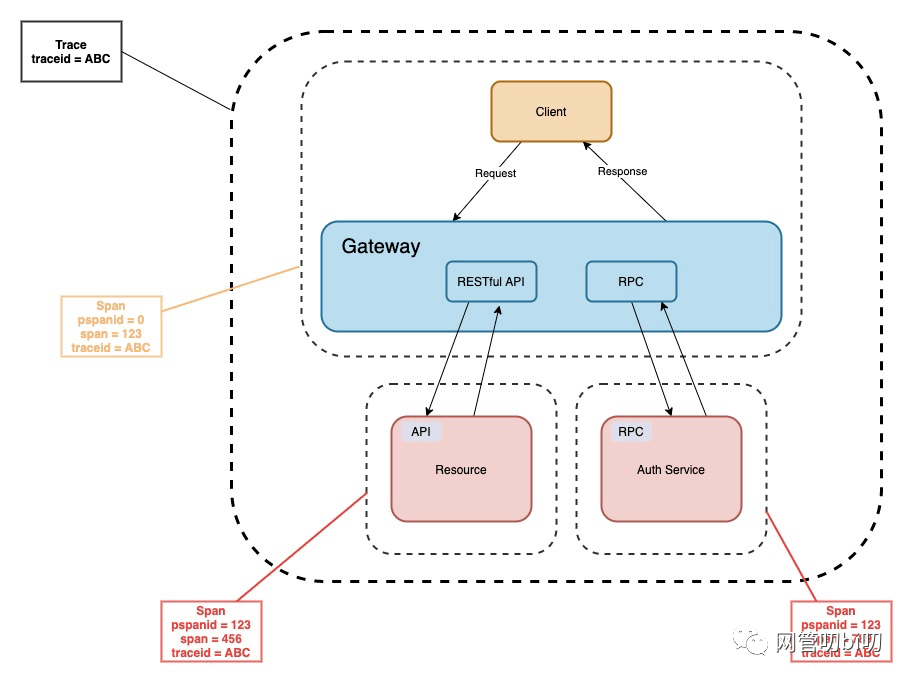 Trace
traceid = ABC
Client
Request
Response
Gateway
RESTful API
RPC
Span
pspanid = 0
span = 123
traceid = ABC
API
Resource
RPC
Auth Service
Span
pspanid = 123
span = 456
traceid = ABC
Span
pspanid = 123
traceid = ABC
网管叨bi叨